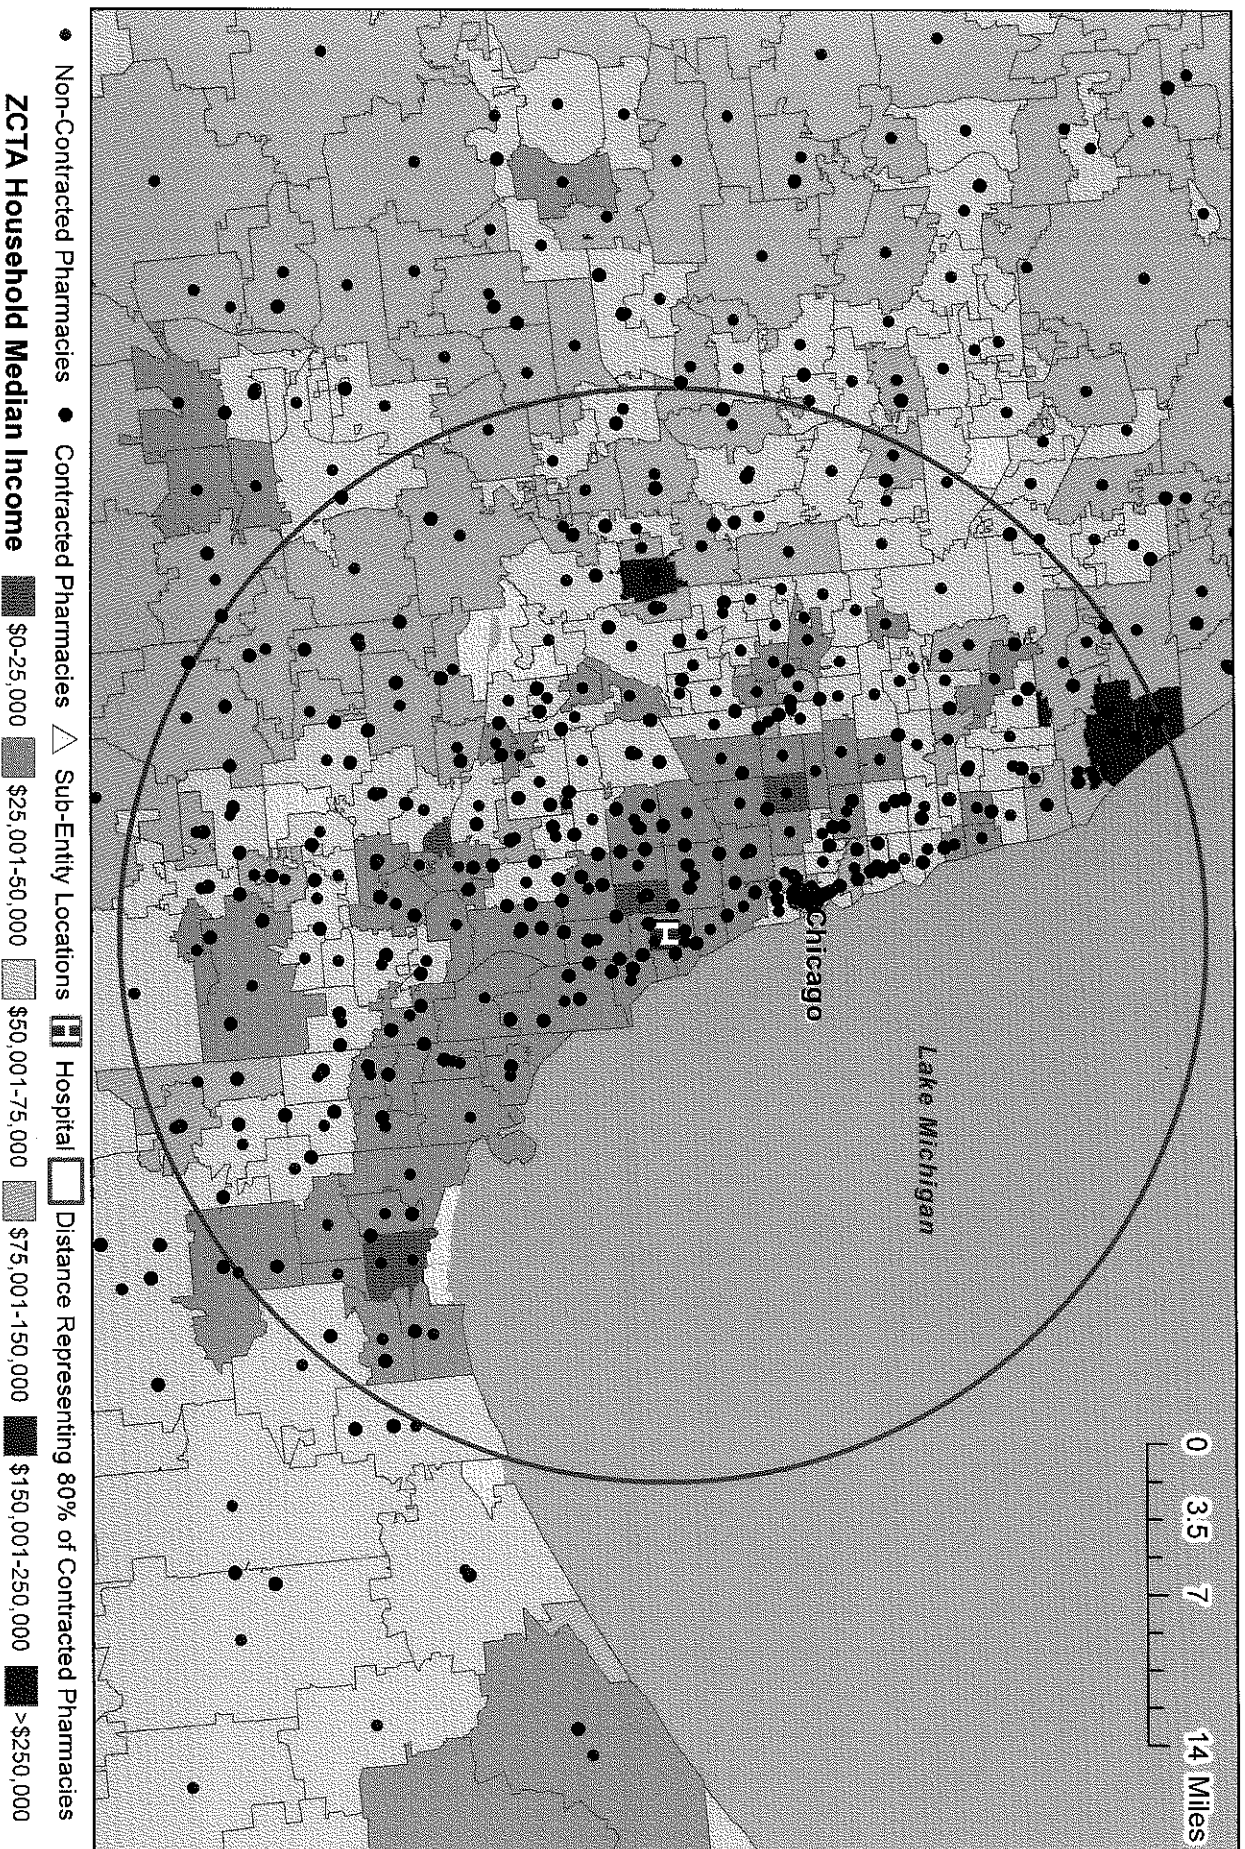 0 3.5 7 14 Miles
Lake Michigan
Chicago
H
Non-Contracted Pharmacies Contracted Pharmacies Sub-Entity Locations H Hospital Distance Representing 80% of Contracted Pharmacies
ZCTA Household Median Income $0-25,000 $25,001-50,000 $50,001-75,000 $75,001-150,000 $150,001-250,000 >$250,000